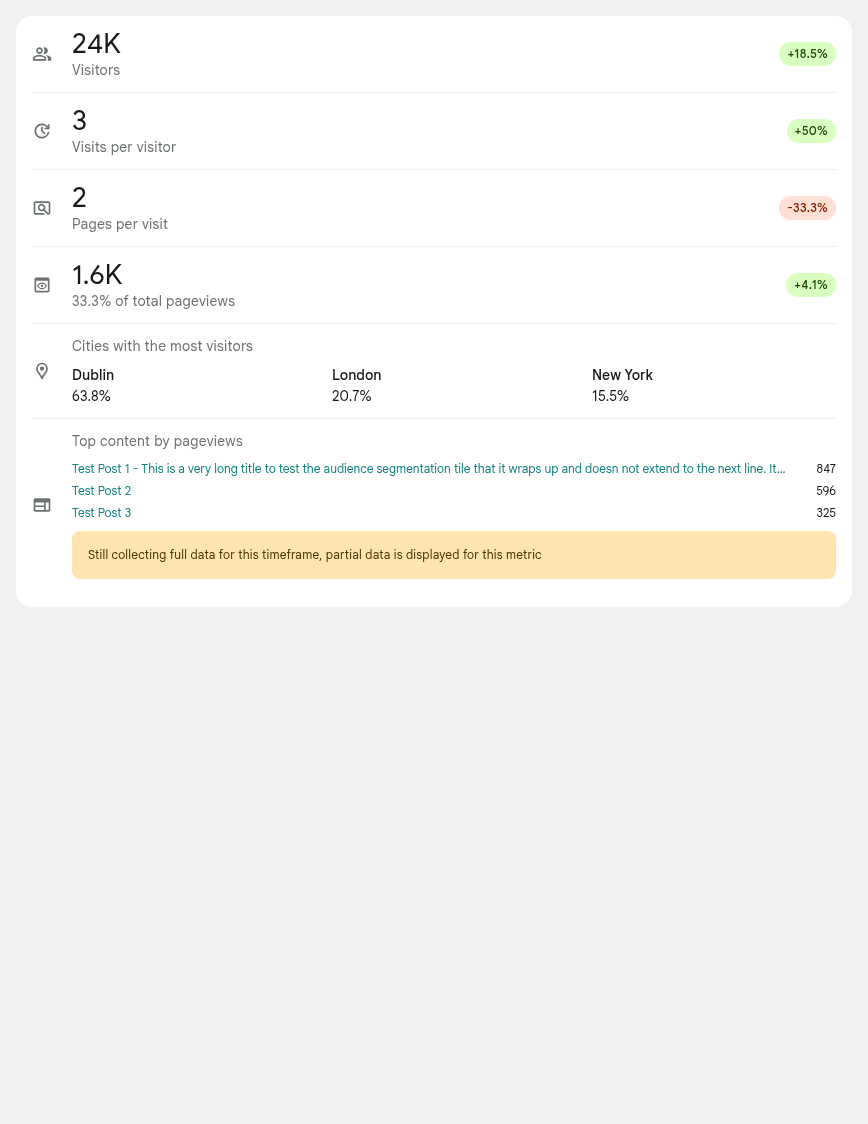 24K
Visitors
+18.5%
3
Visits per visitor
+50%
2
Pages per visit
-33.3%
1.6K
33.3% of total pageviews
+4.1%
Cities with the most visitors
Dublin London New York
63.8% 20.7% 15.5%
Top content by pageviews
Test Post 1 - This is a very long title to test the audience segmentation tile that it wraps up and doesn not extend to the next line. It... 847
Test Post 2 596
Test Post 3 325
Still collecting full data for this timeframe, partial data is displayed for this metric